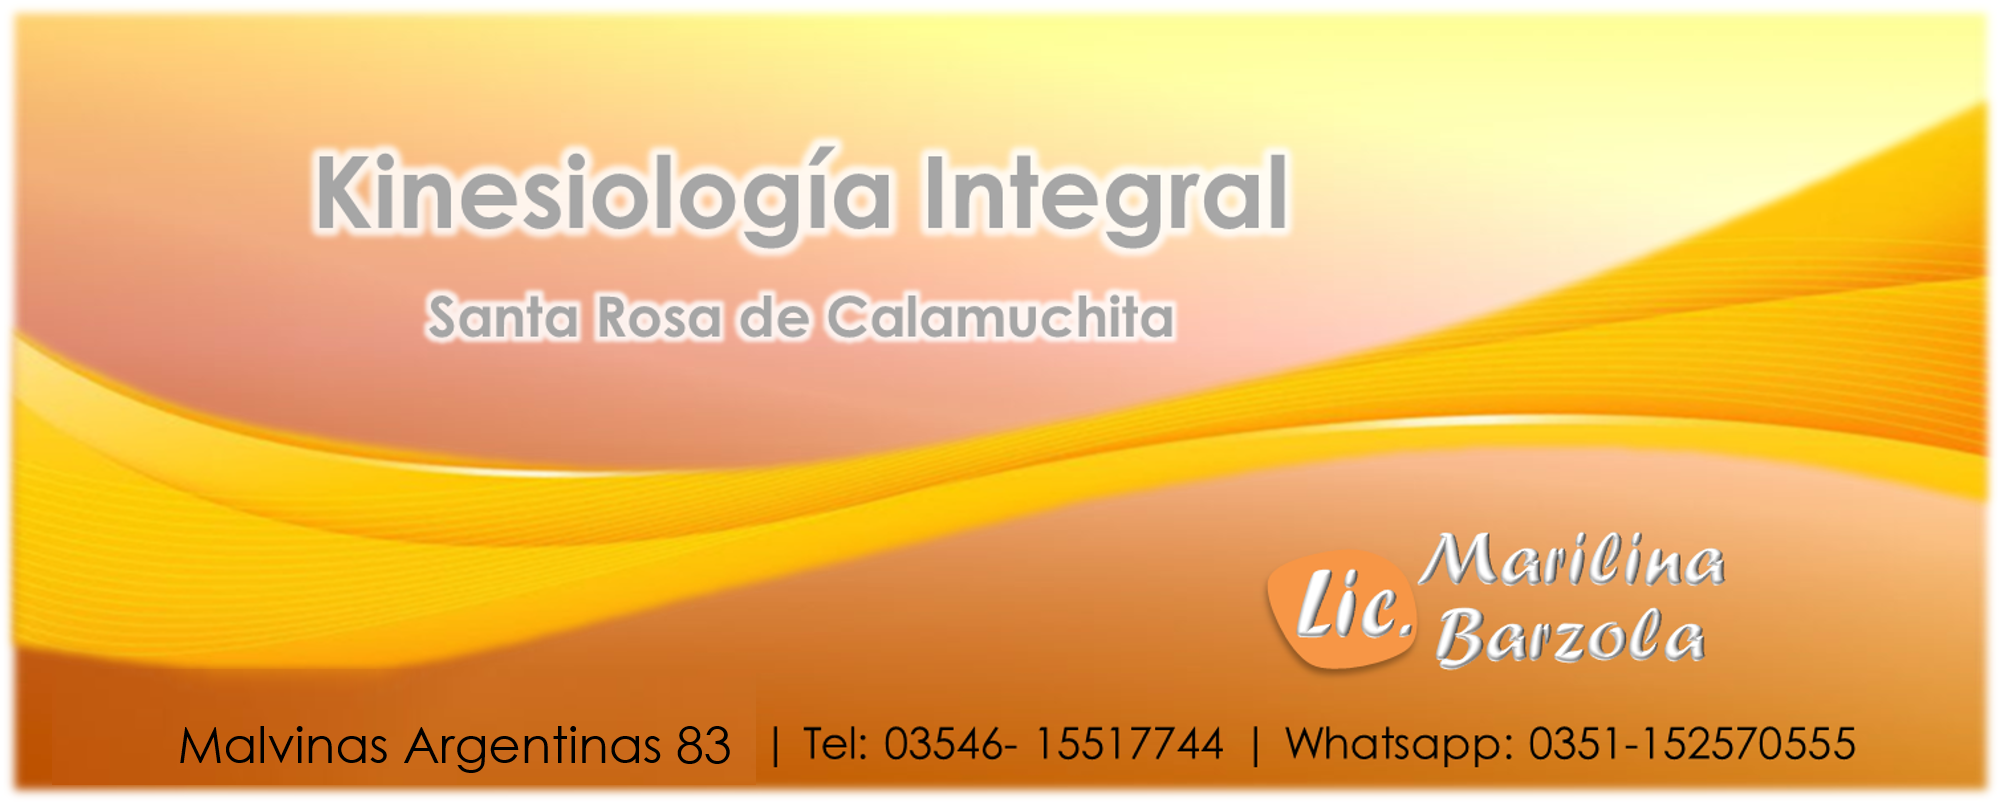 Kinesiología Integral
Santa Rosa de Calamuchita
Lic. Marilina
Barzola
Malvinas Argentinas 83 | Tel: 03546- 15517744 | Whatsapp: 0351-152570555